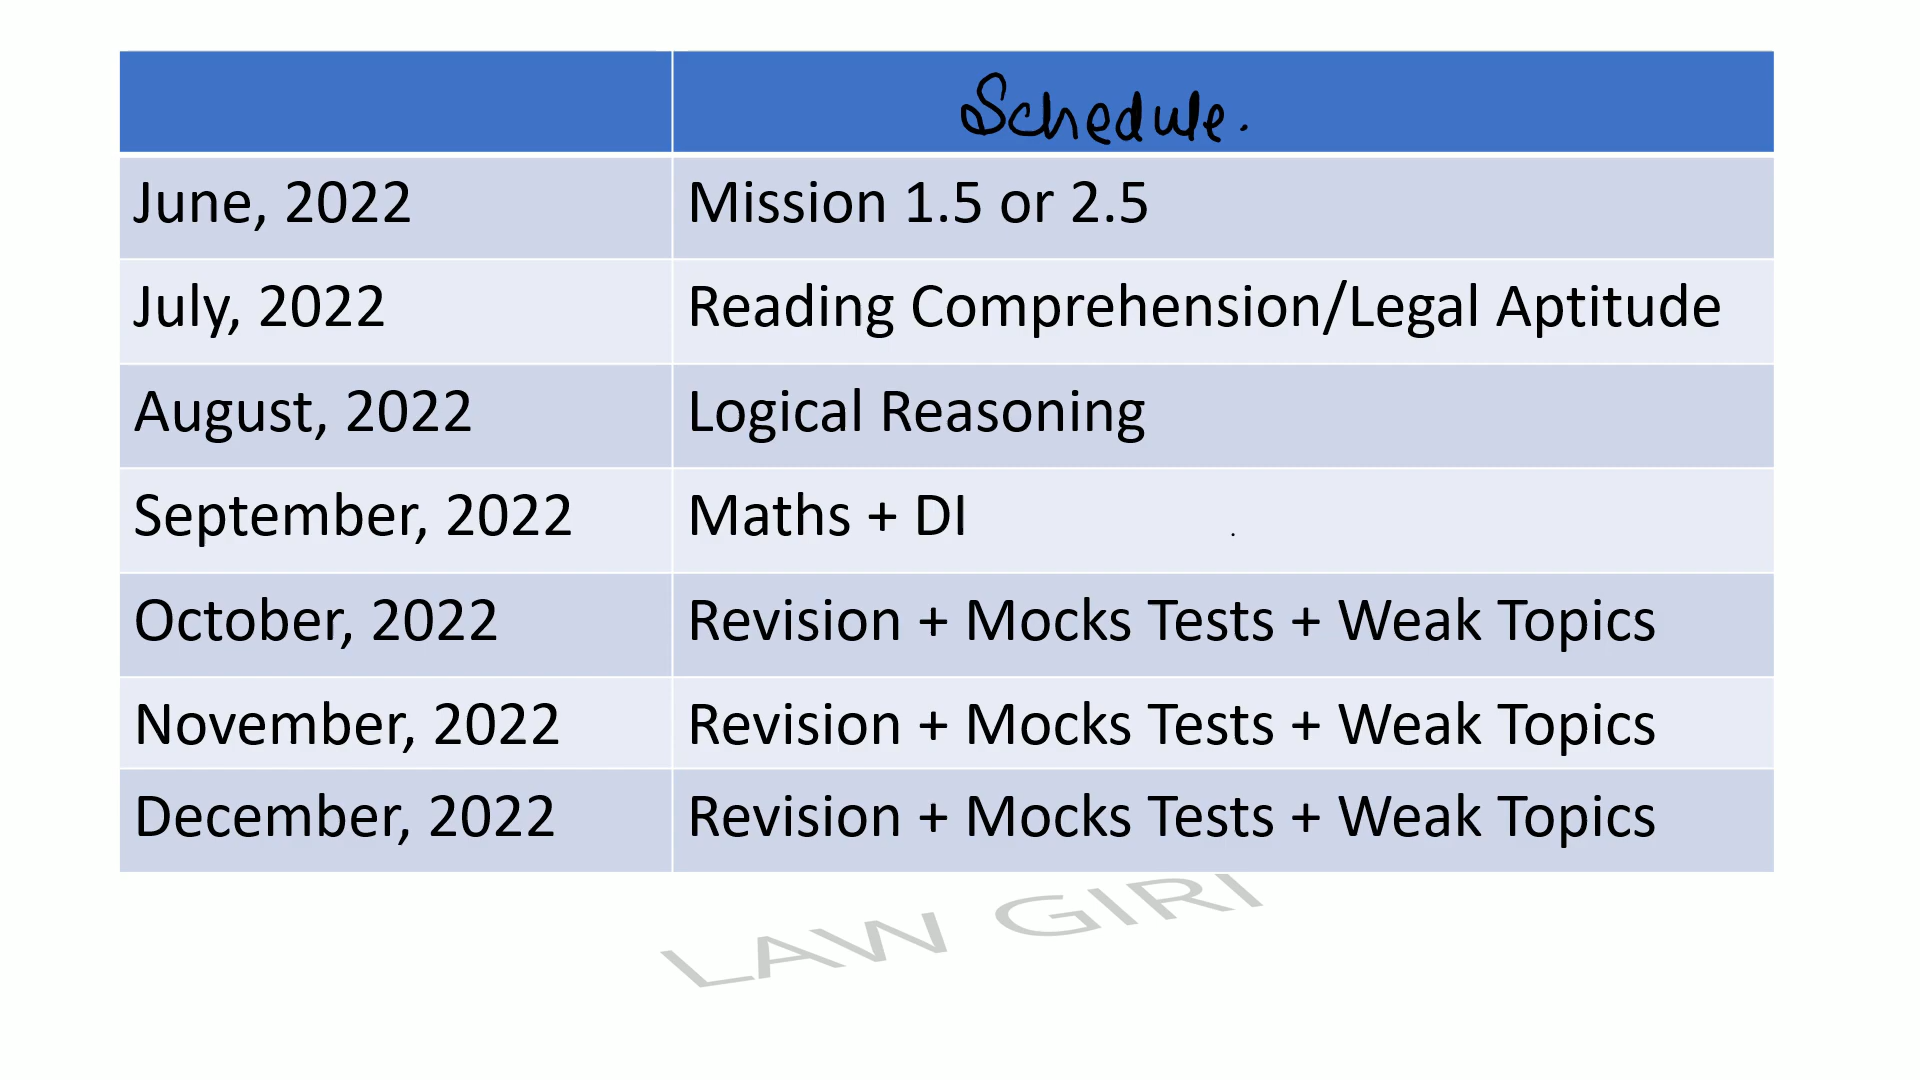 Schedule.
June, 2022 Mission 1.5 or 2.5
July, 2022 Reading Comprehension/Legal Aptitude
August, 2022 Logical Reasoning
September, 2022 Maths + DI
October, 2022 Revision + Mocks Tests + Weak Topics
November, 2022 Revision + Mocks Tests + Weak Topics
December, 2022 Revision + Mocks Tests + Weak Topics
LAW GIRI